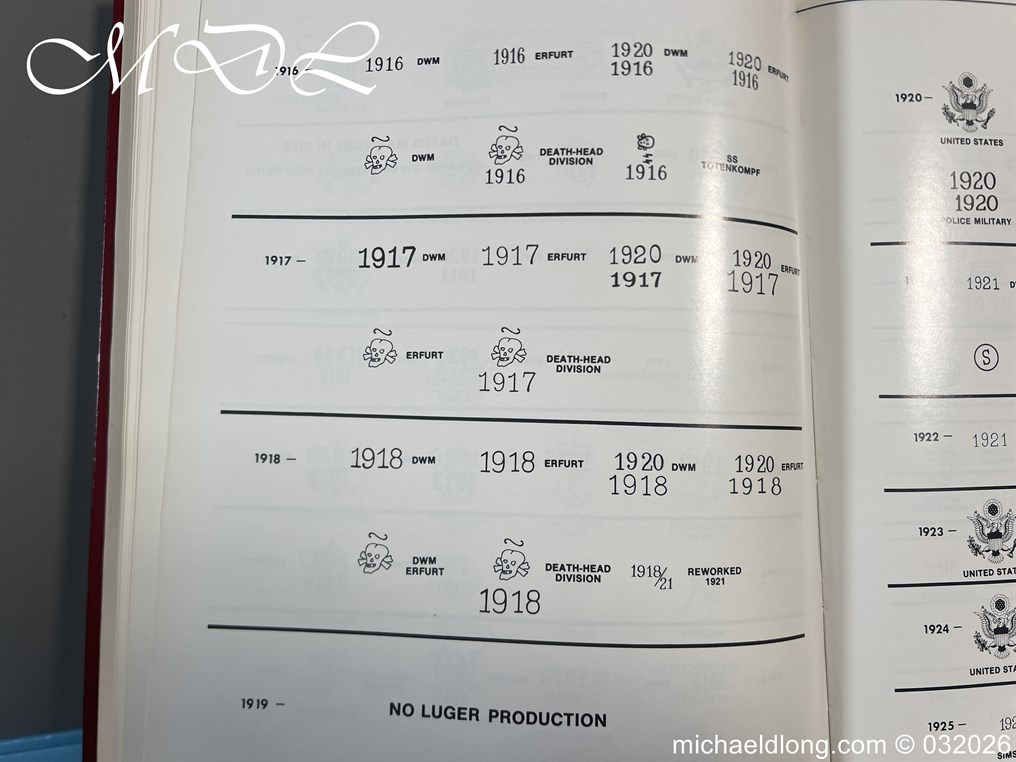 MDL
1916 – 1916 DWM 1916 ERFURT 1920 1916 DWM 1920 1916 ERFURT
DWM 1916 DEATH-HEAD DIVISION 1916 SS TOTENKOMPF
1917 – 1917 DWM 1917 ERFURT 1920 1917 DWM 1920 1917 ERFURT
ERFURT 1917 DEATH-HEAD DIVISION
1918 – 1918 DWM 1918 ERFURT 1920 1918 DWM 1920 1918 ERFURT
DWM ERFURT 1918 DEATH-HEAD DIVISION 1918/21 REWORKED 1921
1919 – NO LUGER PRODUCTION
1920 –
UNITED STATES
1920
1920
POLICE MILITARY
1921
S
1922 – 1921
1923 –
UNITED STAT
1924 –
UNITED STA
1925 – 192
SIMS
michaeldlong.com © 032026